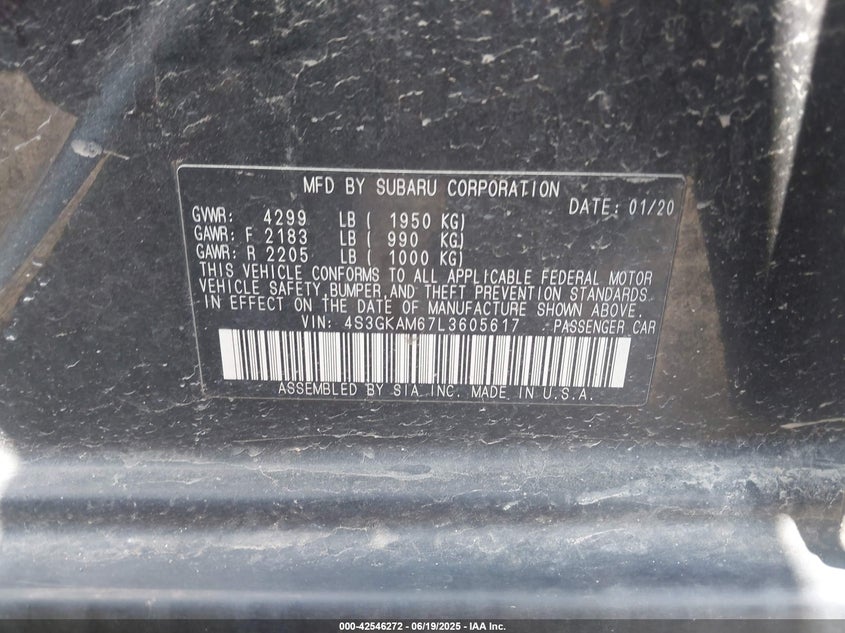 MFD BY SUBARU CORPORATION
DATE: 01/20
GVWR: 4299 LB ( 1950 KG)
GAWR: F 2183 LB ( 990 KG)
GAWR: R 2205 LB ( 1000 KG)
THIS VEHICLE CONFORMS TO ALL APPLICABLE FEDERAL MOTOR
VEHICLE SAFETY, BUMPER, AND THEFT PREVENTION STANDARDS
IN EFFECT ON THE DATE OF MANUFACTURE SHOWN ABOVE.
VIN: 4S3GKAM67L3605617 PASSENGER CAR
ASSEMBLED BY SIA, INC. MADE IN U.S.A.
000-42546272 - 06/19/2025 - IAA Inc.